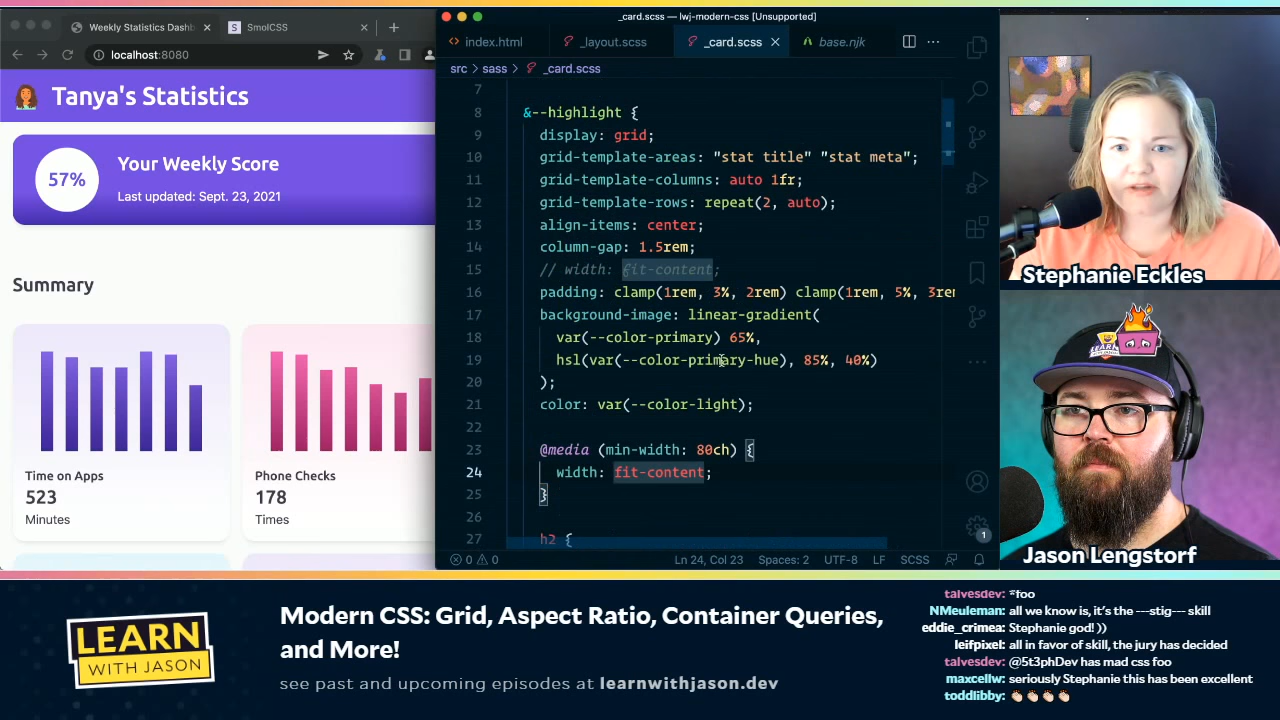 Weekly Statistics Dashb
SmolCSS
localhost:8080
Tanya's Statistics
57%
Your Weekly Score
Last updated: Sept. 23, 2021
Summary
Time on Apps
523
Minutes
Phone Checks
178
Times
_card.scss — lwj-modern-css [Unsupported]
index.html
_layout.scss
_card.scss
base.njk
src > sass > _card.scss
7
8 &--highlight {
9 display: grid;
10 grid-template-areas: "stat title" "stat meta";
11 grid-template-columns: auto 1fr;
12 grid-template-rows: repeat(2, auto);
13 align-items: center;
14 column-gap: 1.5rem;
15 // width: fit-content;
16 padding: clamp(1rem, 3%, 2rem) clamp(1rem, 5%, 3rem
17 background-image: linear-gradient(
18 var(--color-primary) 65%,
19 hsl(var(--color-primary-hue), 85%, 40%)
20 );
21 color: var(--color-light);
22
23 @media (min-width: 80ch) {
24 width: fit-content;
25 }
26
27 h2 {
1
0 0 Ln 24, Col 23 Spaces: 2 UTF-8 LF SCSS
Stephanie Eckles
LEARN
Jason Lengstorf
LEARN
WITH JASON
Modern CSS: Grid, Aspect Ratio, Container Queries,
and More!
see past and upcoming episodes at learnwithjason.dev
talvesdev: *foo
NMeuleman: all we know is, it's the ---stig--- skill
eddie_crimea: Stephanie god! ))
leifpixel: all in favor of skill, the jury has decided
talvesdev: @5t3phDev has mad css foo
maxcellw: seriously Stephanie this has been excellent
toddlibby: 👏🏻 👏🏻 👏🏻 👏🏻